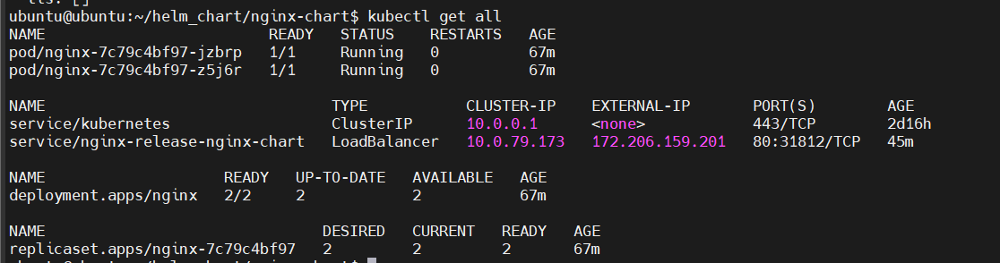 tls: []
ubuntu@ubuntu:~/helm_chart/nginx-chart$ kubectl get all
NAME                         READY   STATUS    RESTARTS   AGE
pod/nginx-7c79c4bf97-jzbrp   1/1     Running   0          67m
pod/nginx-7c79c4bf97-z5j6r   1/1     Running   0          67m
NAME                                TYPE           CLUSTER-IP    EXTERNAL-IP       PORT(S)        AGE
service/kubernetes                  ClusterIP      10.0.0.1      <none>            443/TCP        2d16h
service/nginx-release-nginx-chart   LoadBalancer   10.0.79.173   172.206.159.201   80:31812/TCP   45m
NAME                    READY   UP-TO-DATE   AVAILABLE   AGE
deployment.apps/nginx   2/2     2            2           67m
NAME                               DESIRED   CURRENT   READY   AGE
replicaset.apps/nginx-7c79c4bf97   2         2         2       67m
ubuntu@ubuntu:~/helm_chart/nginx-chart$